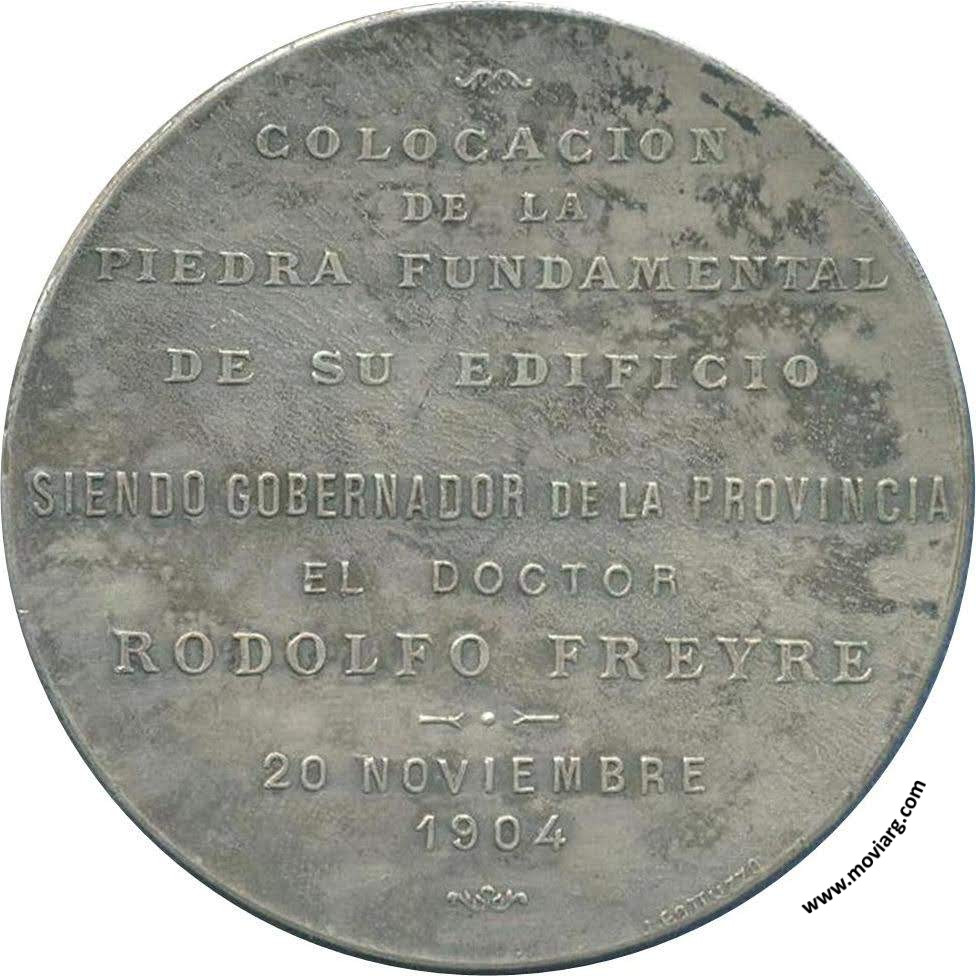 COLOCACION
DE LA
PIEDRA FUNDAMENTAL
DE SU EDIFICIO
SIENDO GOBERNADOR DE LA PROVINCIA
EL DOCTOR
RODOLFO FREYRE
20 NOVIEMBRE
1904
J. GOTTUZZO
www.moviarg.com